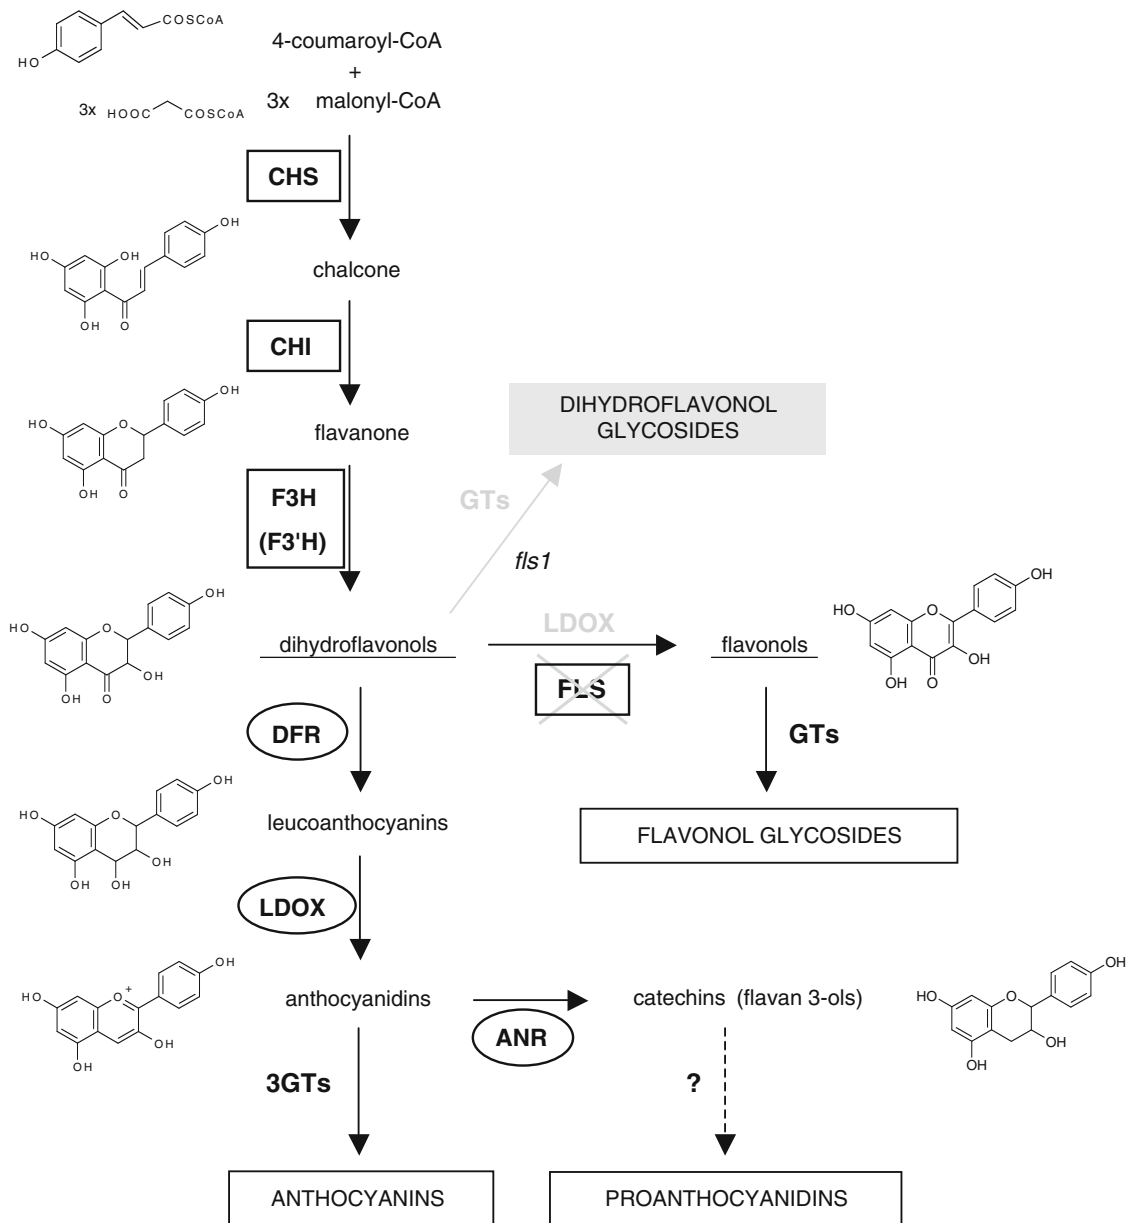 COSCoA
HO
4-coumaroyl-CoA
+
3x HOOC COSCoA
3x malonyl-CoA
CHS
OH
HO OH
OH O
chalcone
CHI
OH
HO O
OH O
flavanone
DIHYDROFLAVONOL
GLYCOSIDES
F3H
(F3'H)
GTs
fls1
OH
HO O
OH
OH O
dihydroflavonols
LDOX
FLS
flavonols
OH
HO O
OH
OH O
DFR
GTs
OH
HO O
OH
OH OH
leucoanthocyanins
FLAVONOL GLYCOSIDES
LDOX
OH
HO O+
OH
OH
anthocyanidins
ANR
catechins (flavan 3-ols)
OH
HO O
OH
OH
3GTs
?
ANTHOCYANINS
PROANTHOCYANIDINS